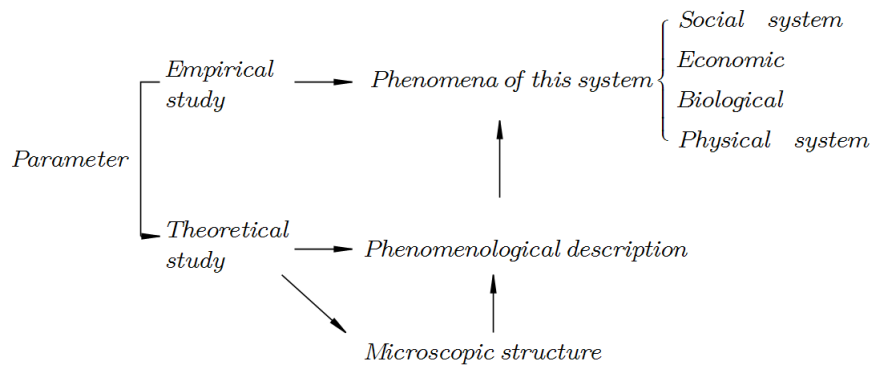 Social system
Empirical
study
Phenomena of this system
Economic
Biological
Physical system
Parameter
Theoretical
study
Phenomenological description
Microscopic structure